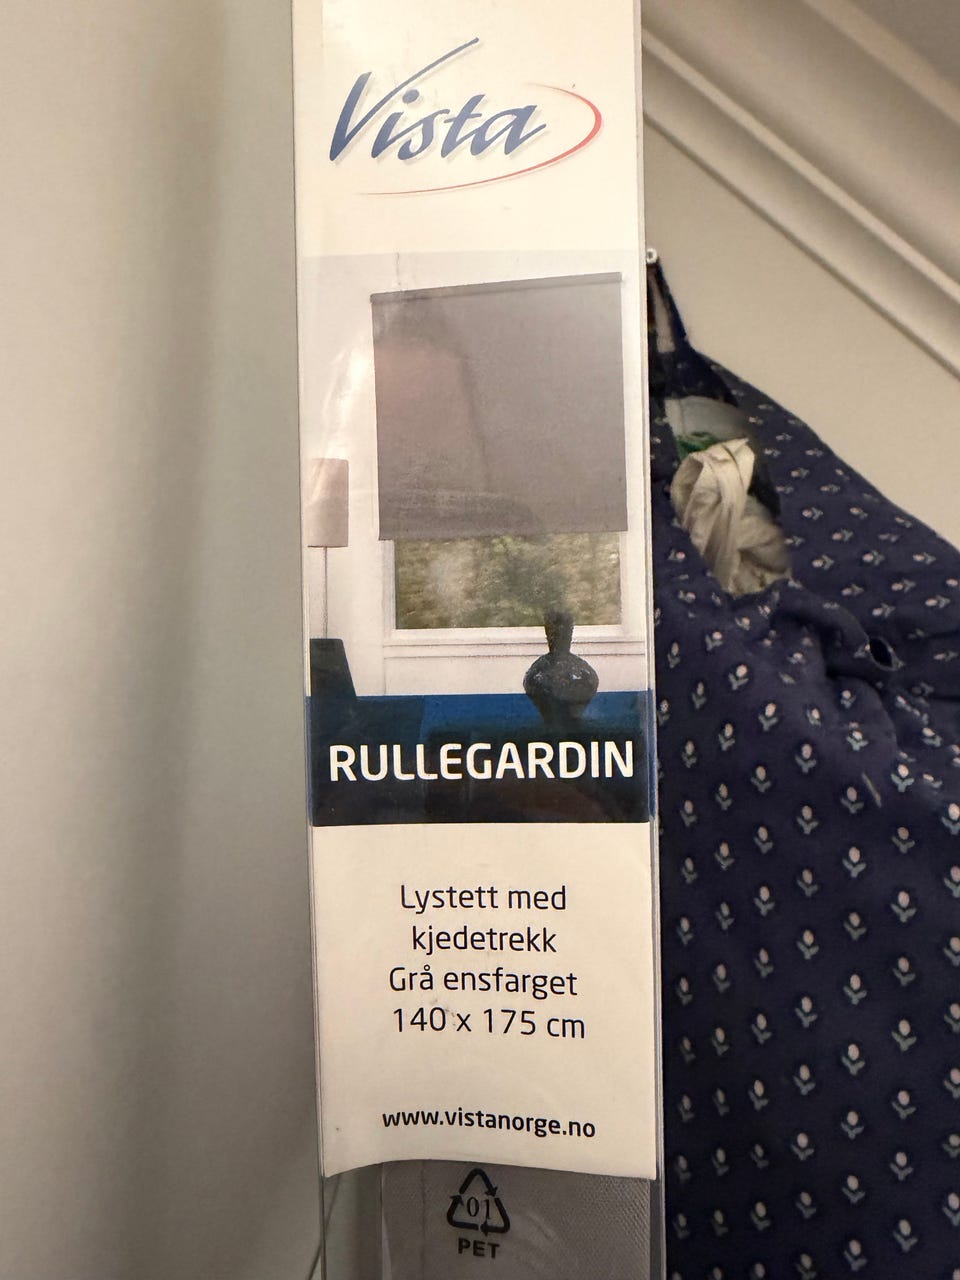 Vista
RULLEGARDIN
Lystett med
kjedetrekk
Grå ensfarget
140 x 175 cm
www.vistanorge.no
01
PET